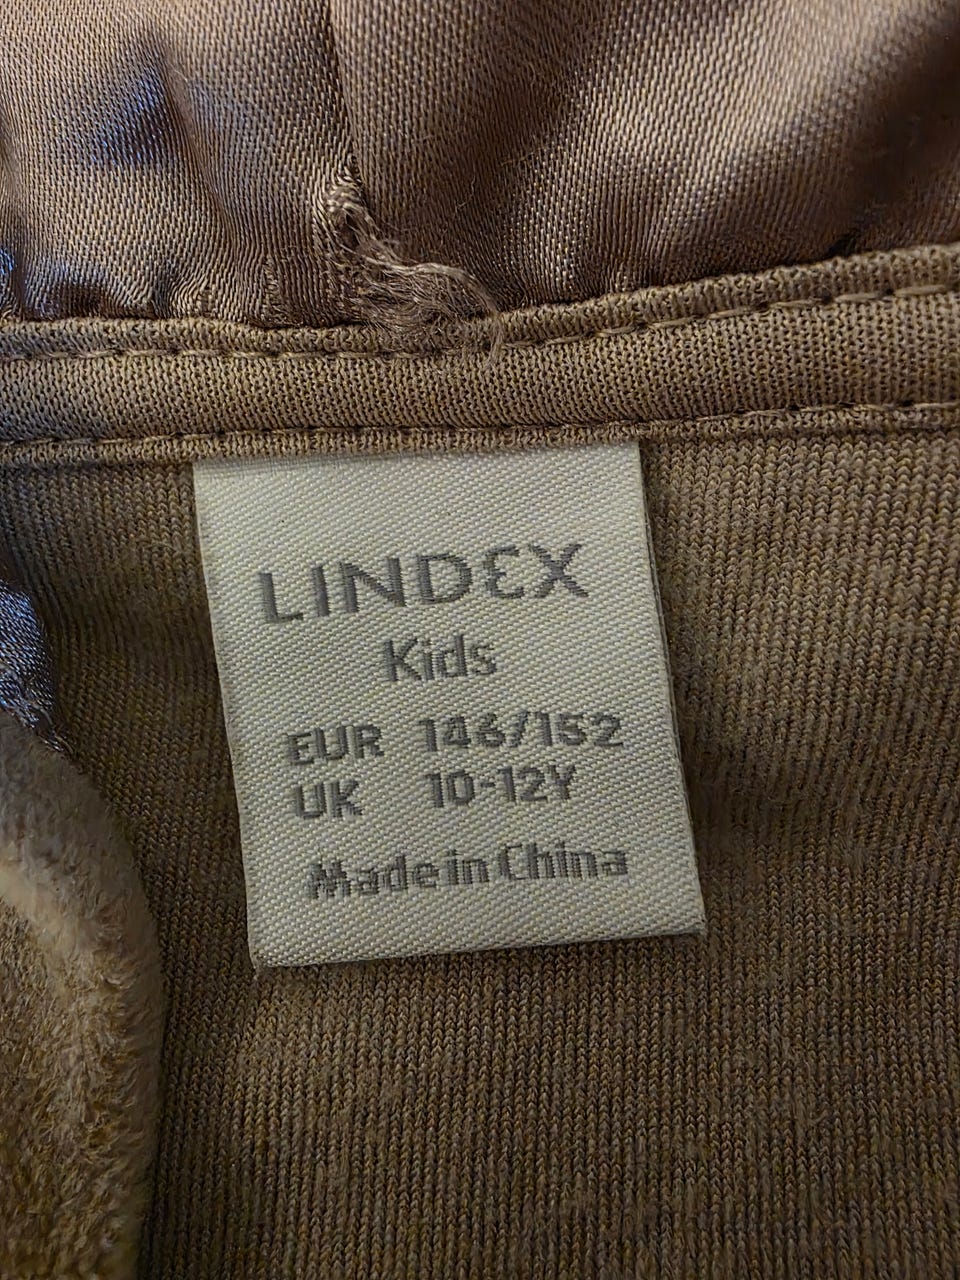 LINDEX
Kids
EUR 146/152
UK 10-12Y
Made in China